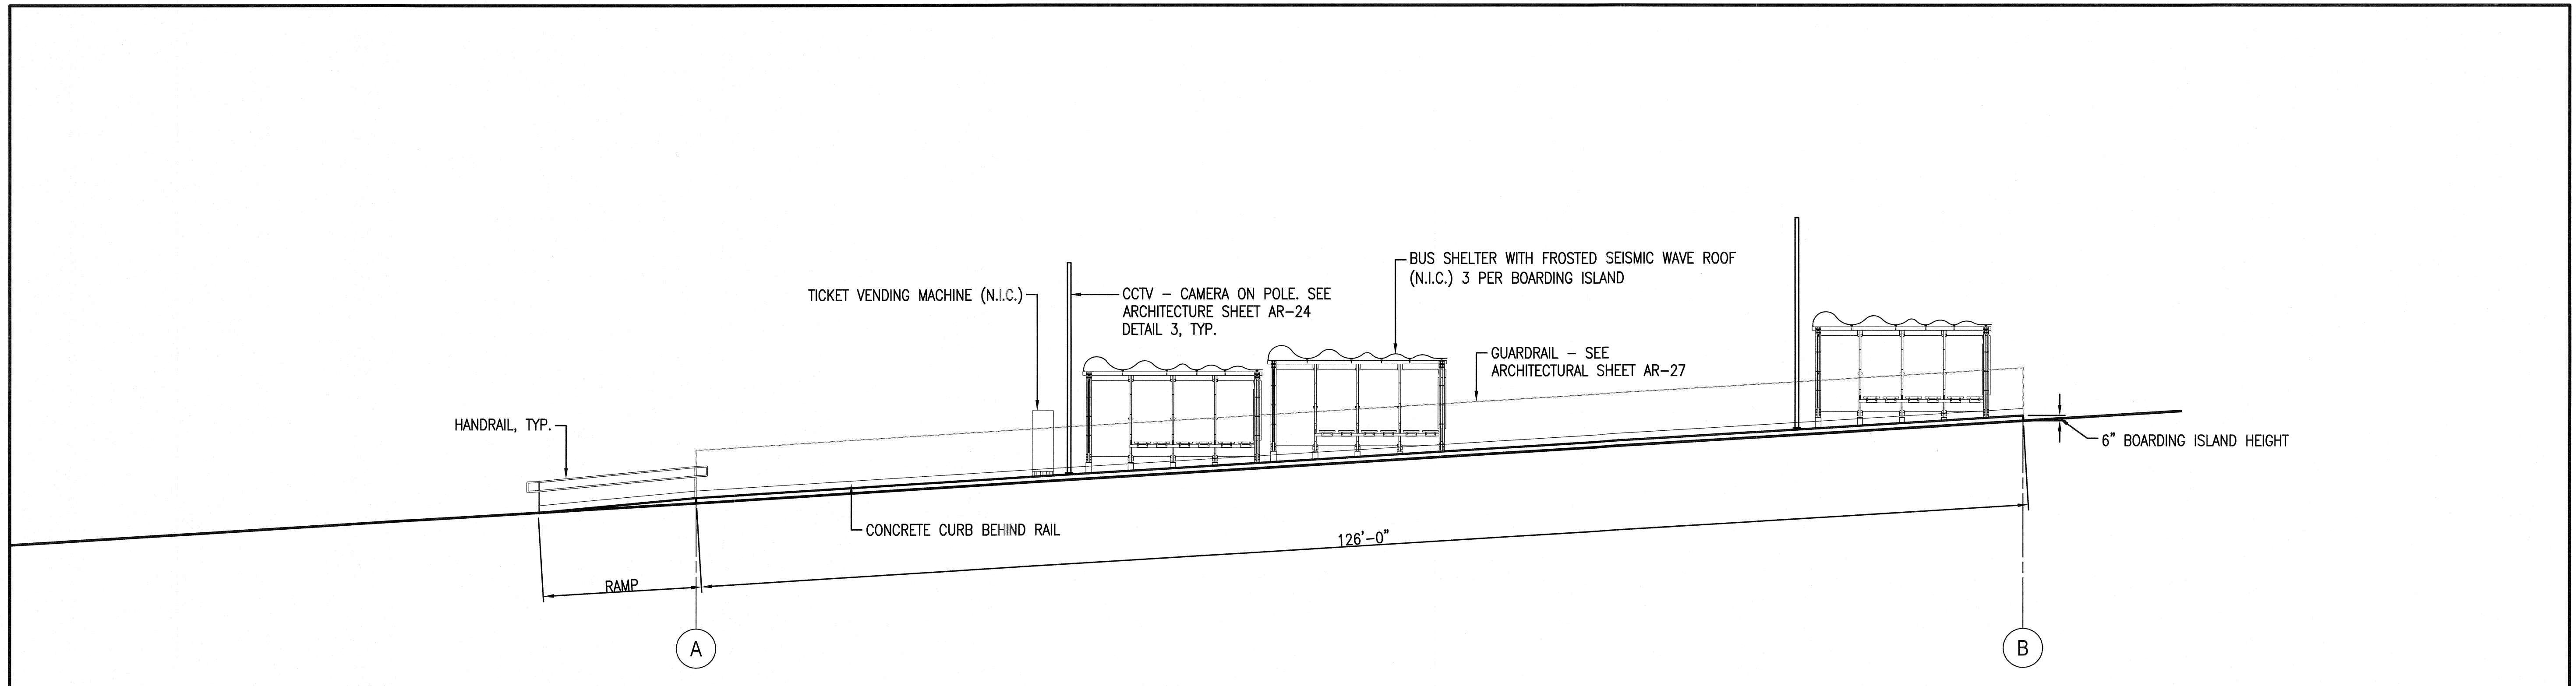 BUS SHELTER WITH FROSTED SEISMIC WAVE ROOF
(N.I.C.) 3 PER BOARDING ISLAND
TICKET VENDING MACHINE (N.I.C.)
CCTV - CAMERA ON POLE. SEE
ARCHITECTURE SHEET AR-24
DETAIL 3, TYP.
GUARDRAIL - SEE
ARCHITECTURAL SHEET AR-27
HANDRAIL, TYP.
6" BOARDING ISLAND HEIGHT
CONCRETE CURB BEHIND RAIL
126'-0"
RAMP
A
B